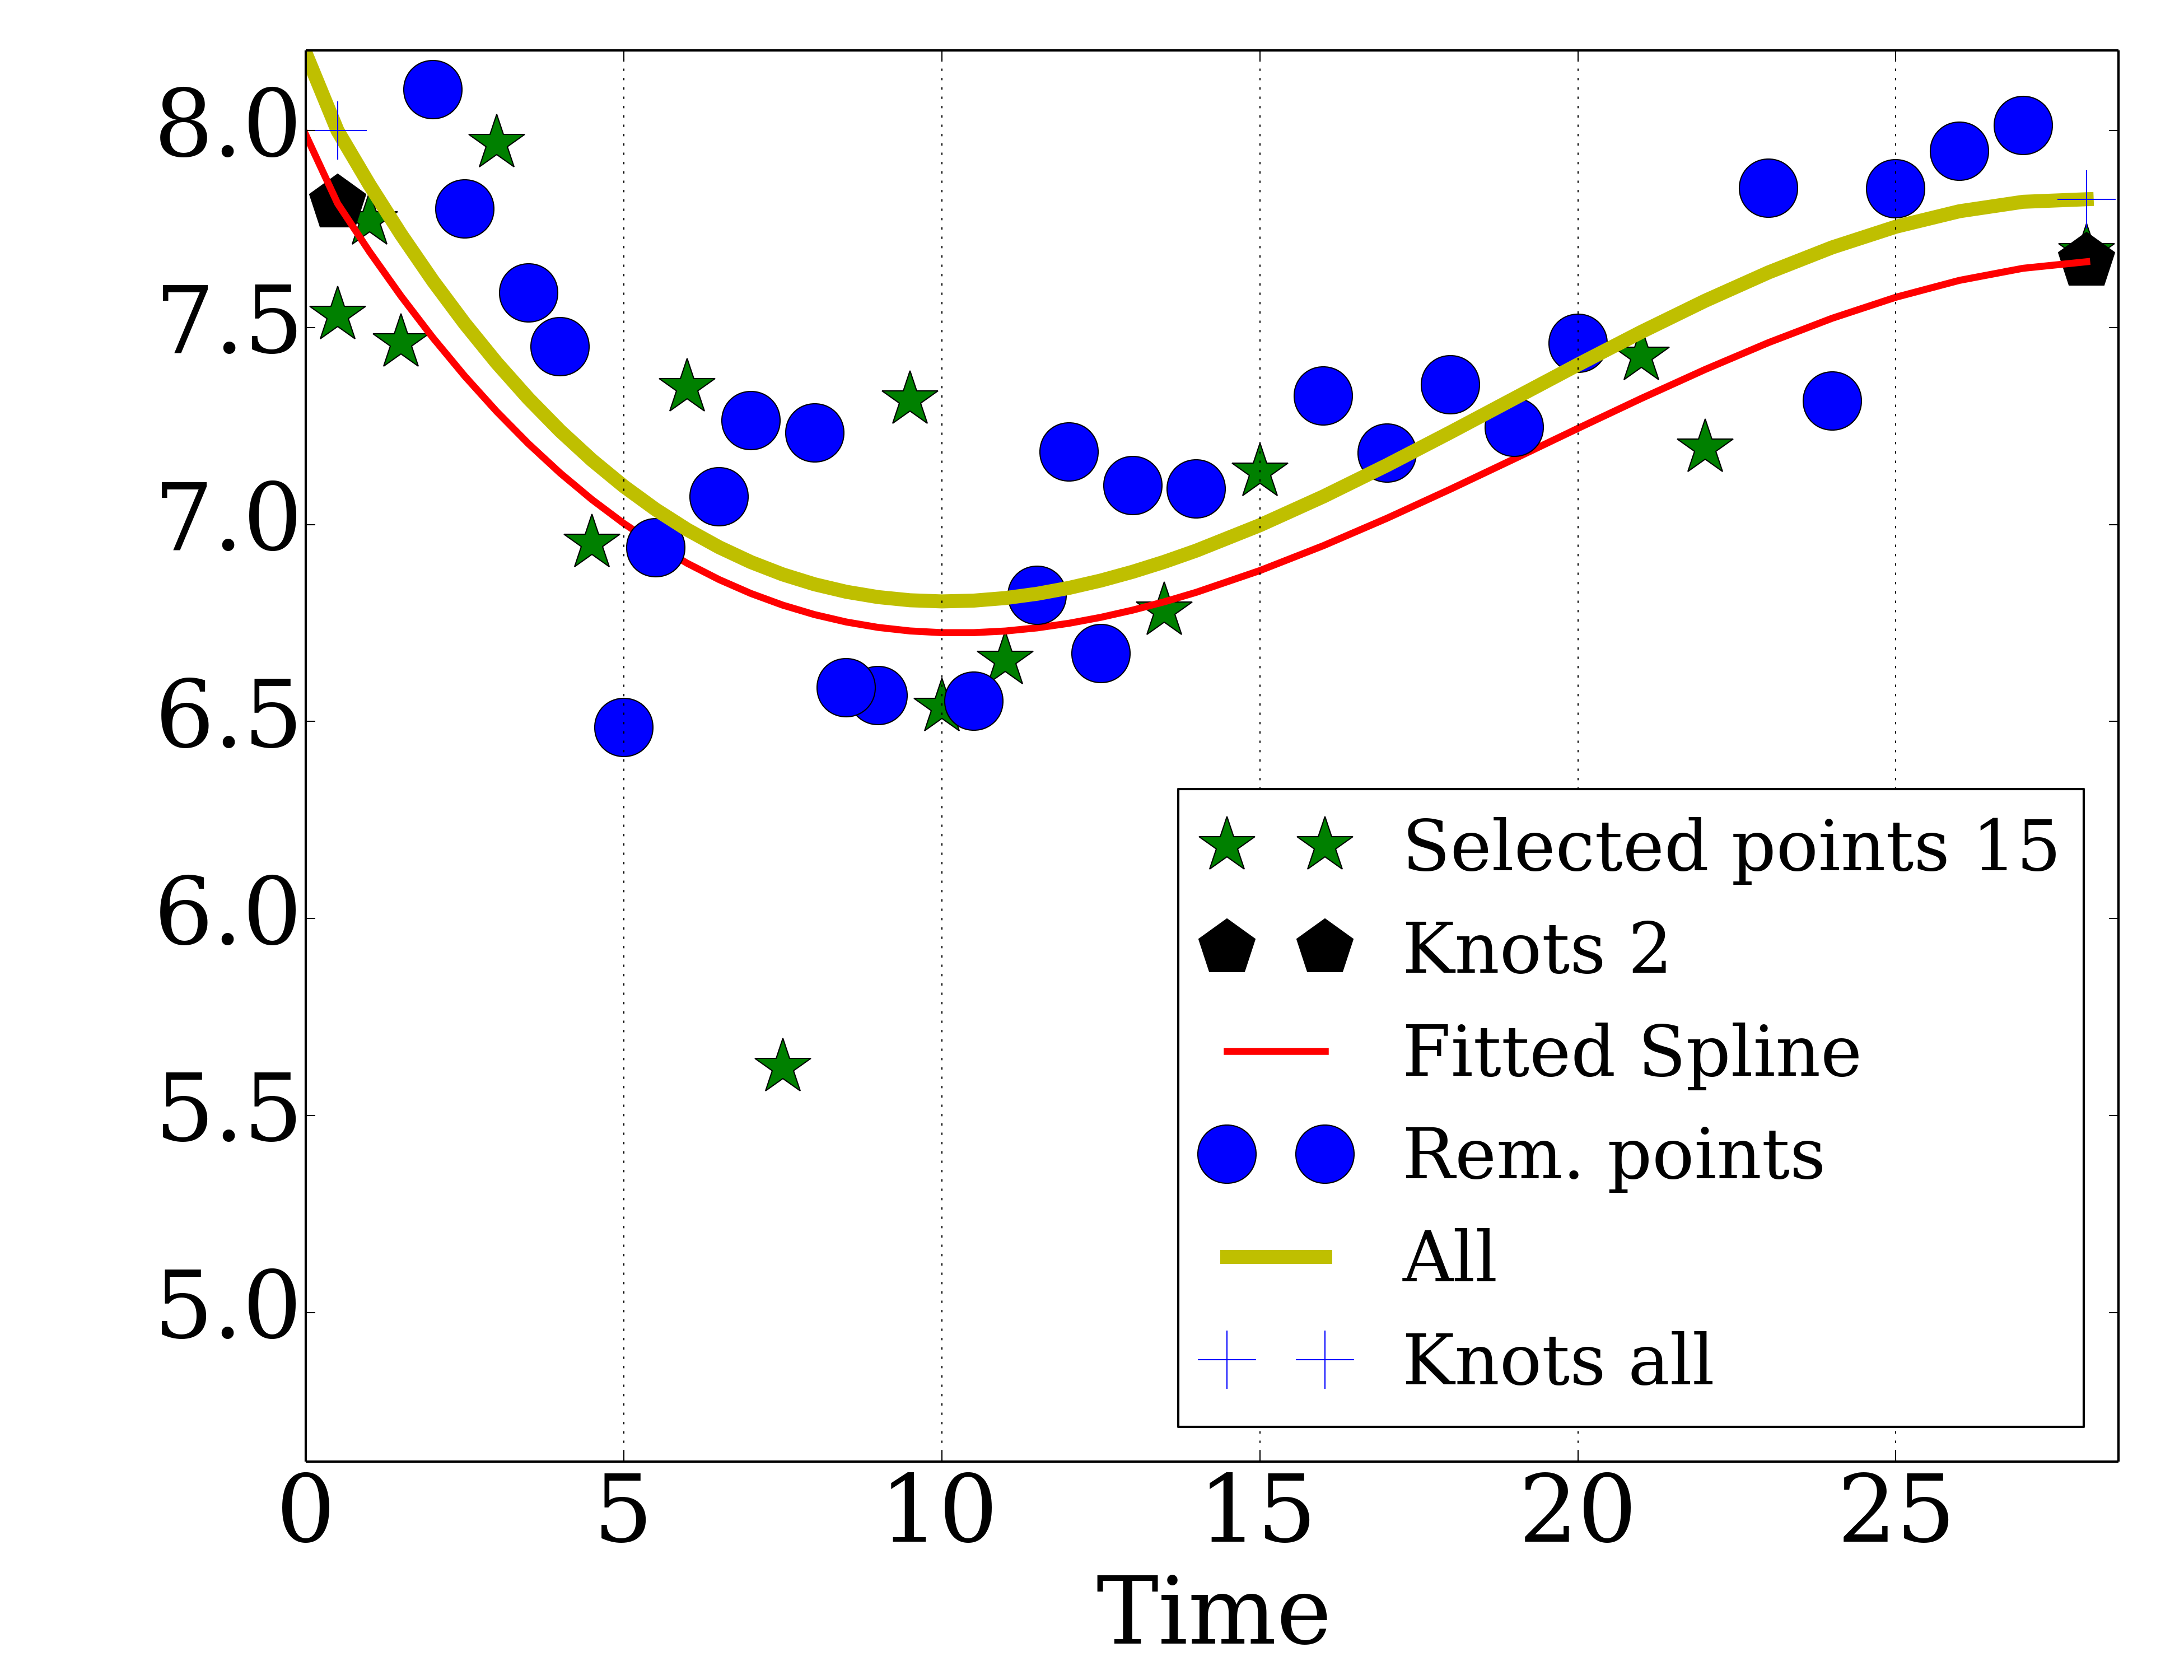 8.0
7.5
7.0
6.5
6.0
5.5
5.0
Selected points 15
Knots 2
Fitted Spline
Rem. points
All
Knots all
0 5 10 15 20 25
Time